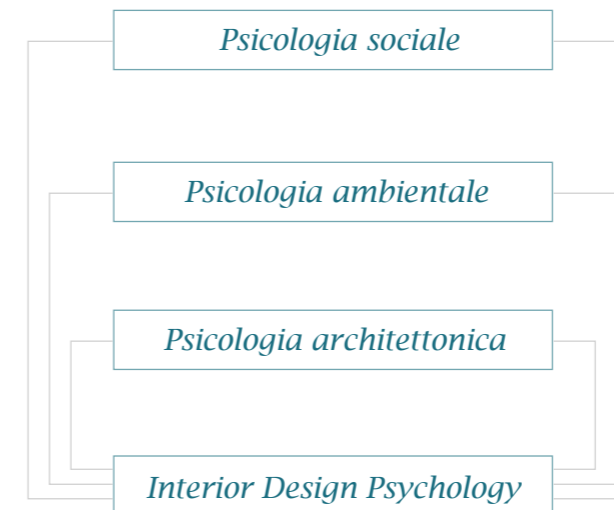 Psicologia sociale
Psicologia ambientale
Psicologia architettonica
Interior Design Psychology